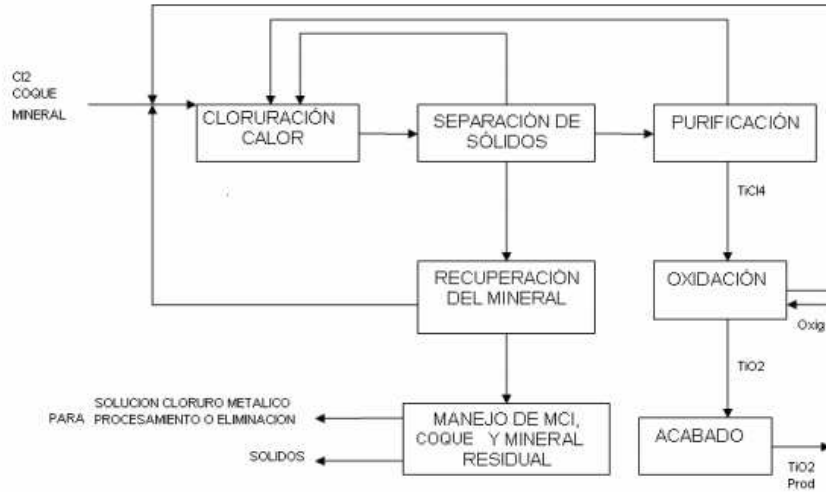 Cl2
COQUE
MINERAL
CLORURACIÓN
CALOR
SEPARACIÓN DE
SÓLIDOS
PURIFICACIÓN
TiCl4
RECUPERACIÓN
DEL MINERAL
OXIDACIÓN
Oxig
TiO2
SOLUCION CLORURO METALICO
PARA PROCESAMIENTO O ELIMINACION
SOLIDOS
MANEJO DE MCl,
COQUE Y MINERAL
RESIDUAL
ACABADO
TiO2
Prod